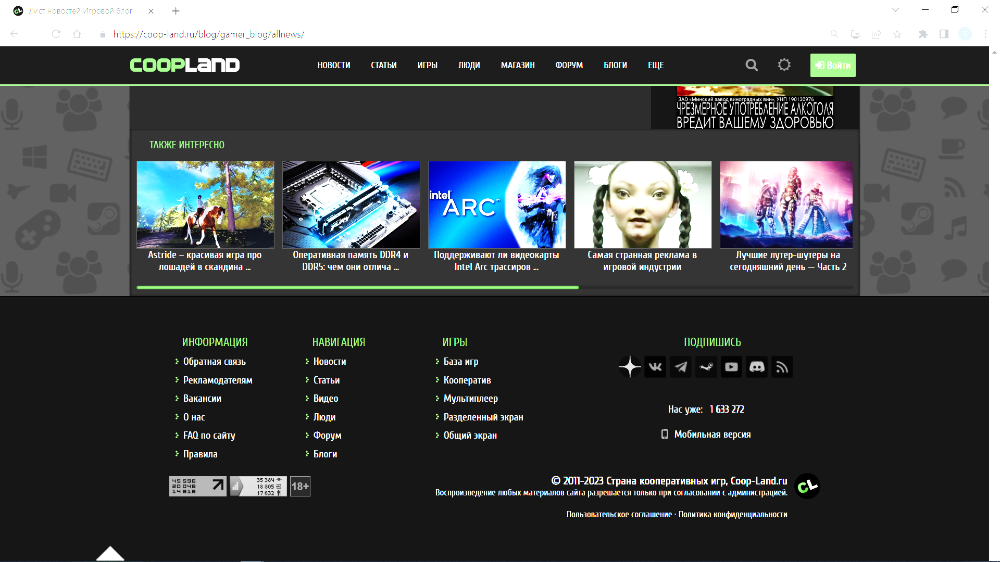 Лист новостей Игровой блог
https://coop-land.ru/blog/gamer_blog/allnews/
COOPLAND
НОВОСТИ СТАТЬИ ИГРЫ ЛЮДИ МАГАЗИН ФОРУМ БЛОГИ ЕЩЕ
Войти
ЗАО «Минский завод виноградных вин», УНП 190130976
ЧРЕЗМЕРНОЕ УПОТРЕБЛЕНИЕ АЛКОГОЛЯ
ВРЕДИТ ВАШЕМУ ЗДОРОВЬЮ
ТАКЖЕ ИНТЕРЕСНО
intel
ARC™
Astride – красивая игра про
лошадей в скандина ...
Оперативная память DDR4 и
DDR5: чем они отлича ...
Поддерживают ли видеокарты
Intel Arc трассиров ...
Самая странная реклама в
игровой индустрии
Лучшие лутер-шутеры на
сегодняшний день — Часть 2
ИНФОРМАЦИЯ
Обратная связь
Рекламодателям
Вакансии
О нас
FAQ по сайту
Правила
НАВИГАЦИЯ
Новости
Статьи
Видео
Люди
Форум
Блоги
ИГРЫ
База игр
Кооператив
Мультиплеер
Разделенный экран
Общий экран
ПОДПИШИСЬ
Нас уже: 1 633 272
Мобильная версия
45 596
20 048
14 818
35 384
18 805
17 632
18+
© 2011-2023 Страна кооперативных игр, Coop-Land.ru
Воспроизведение любых материалов сайта разрешается только при согласовании с администрацией.
CL
Пользовательское соглашение · Политика конфиденциальности